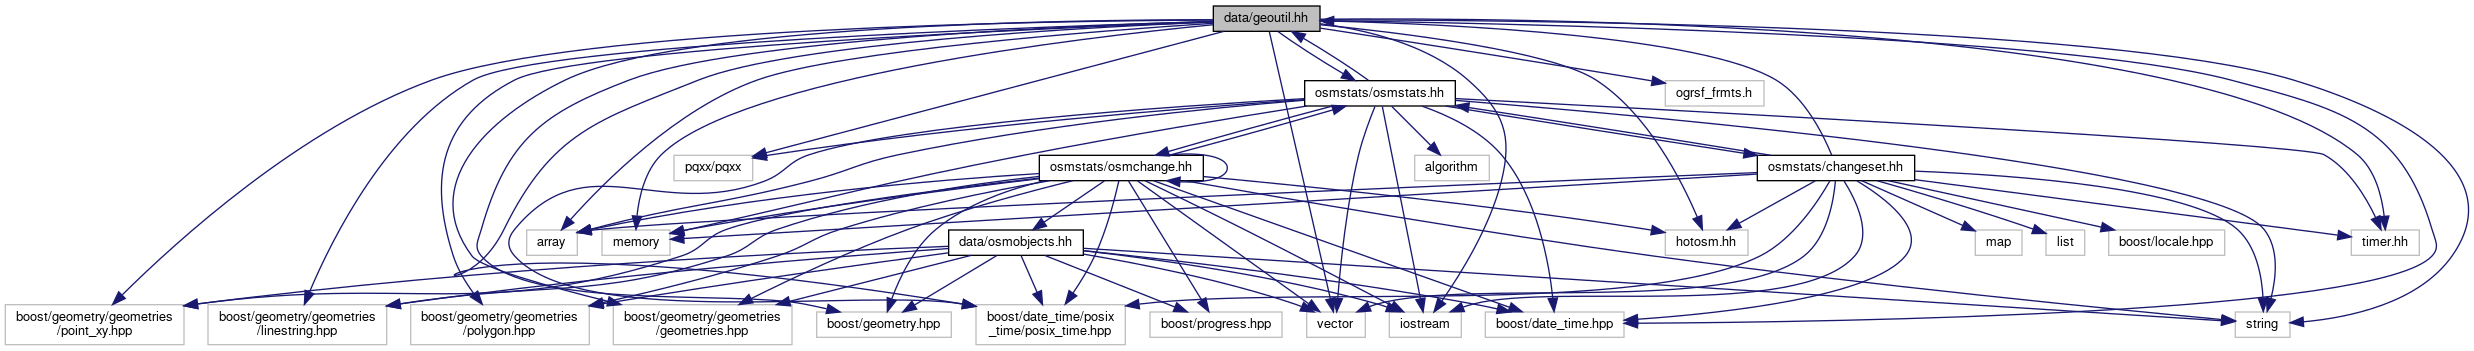 data/geoutil.hh
osmstats/osmstats.hh
ogrsf_frmts.h
pqxx/pqxx
osmstats/osmchange.hh
algorithm
osmstats/changeset.hh
array
memory
data/osmobjects.hh
hotosm.hh
map
list
boost/locale.hpp
timer.hh
boost/geometry/geometries
/point_xy.hpp
boost/geometry/geometries
/linestring.hpp
boost/geometry/geometries
/polygon.hpp
boost/geometry/geometries
/geometries.hpp
boost/geometry.hpp
boost/date_time/posix
_time/posix_time.hpp
boost/progress.hpp
vector
iostream
boost/date_time.hpp
string